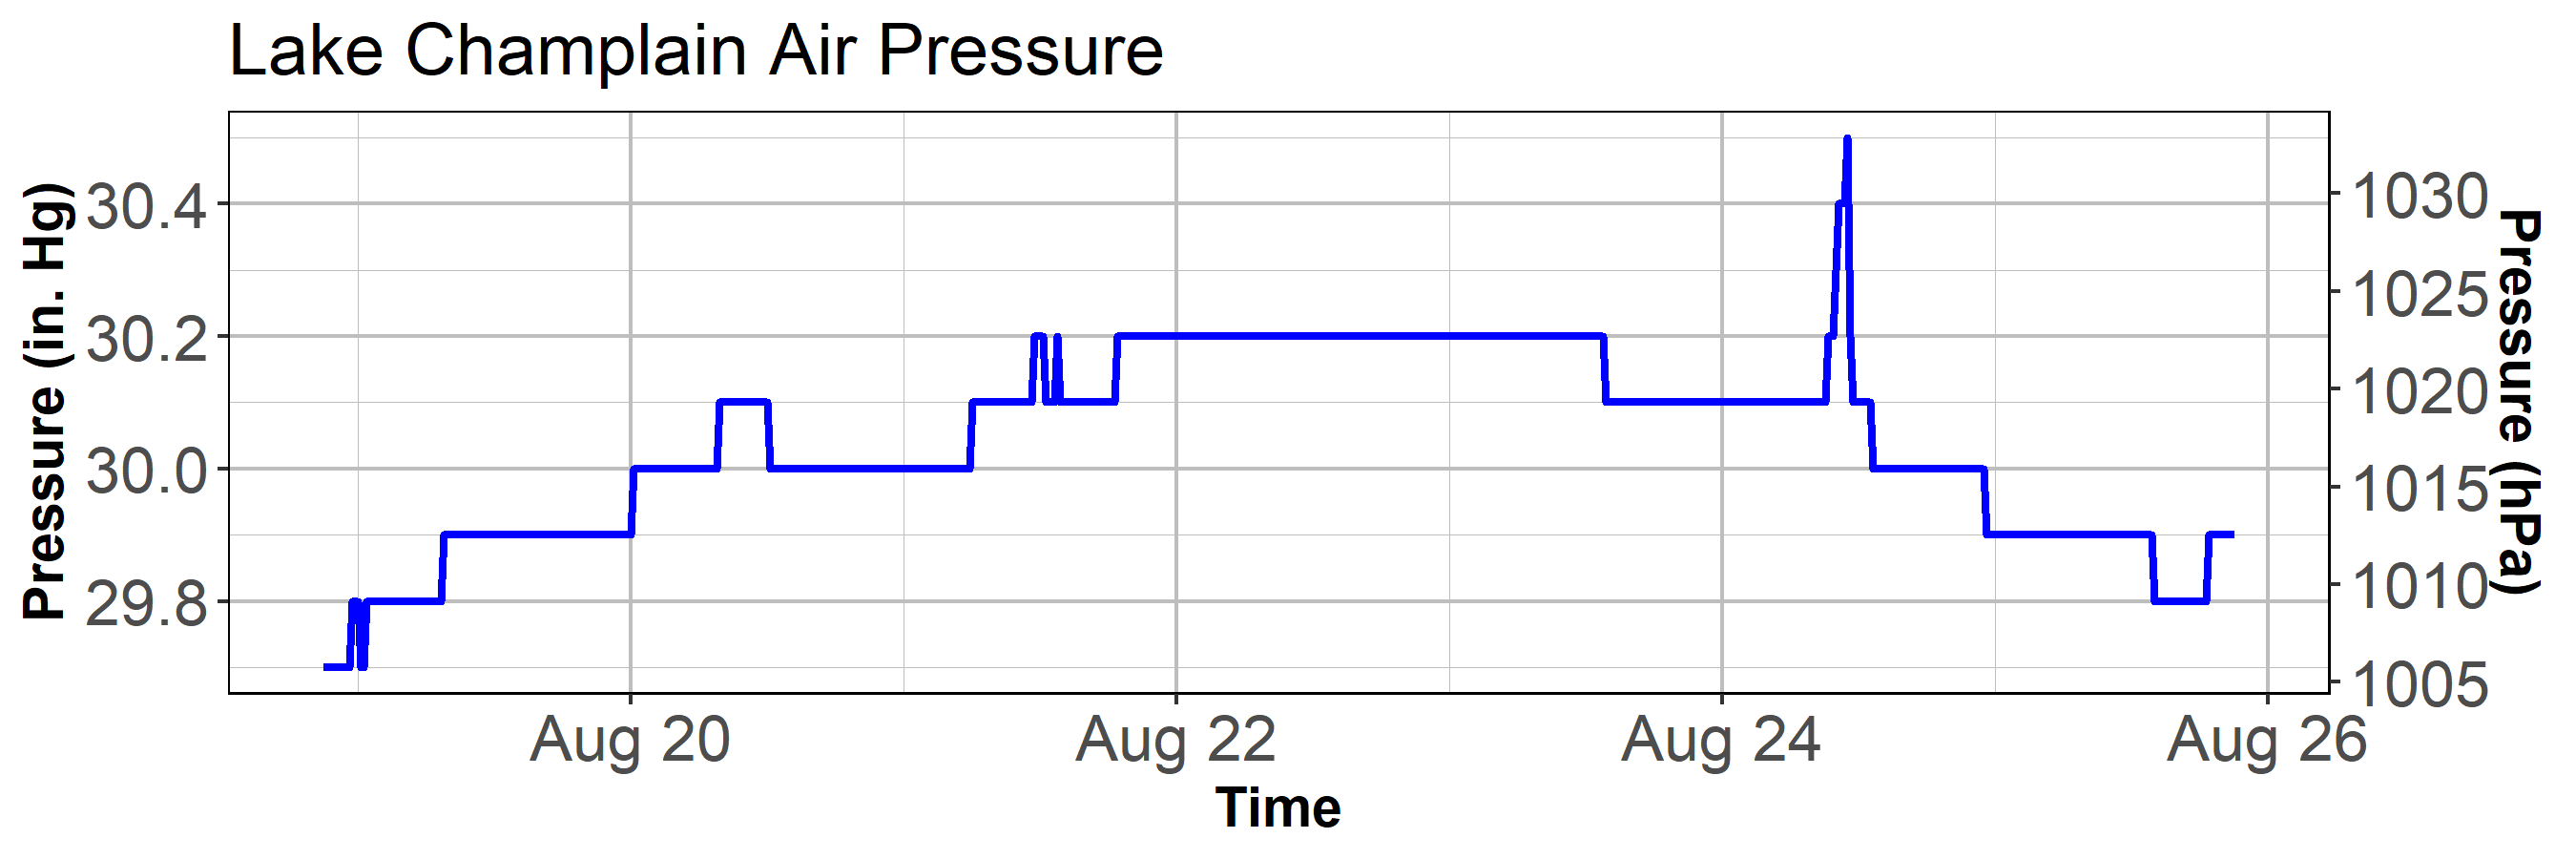 Lake Champlain Air Pressure
Pressure (in. Hg)
30.4
30.2
30.0
29.8
1030
1025
1020
1015
1010
1005
Pressure (hPa)
Aug 20 Aug 22 Aug 24 Aug 26
Time